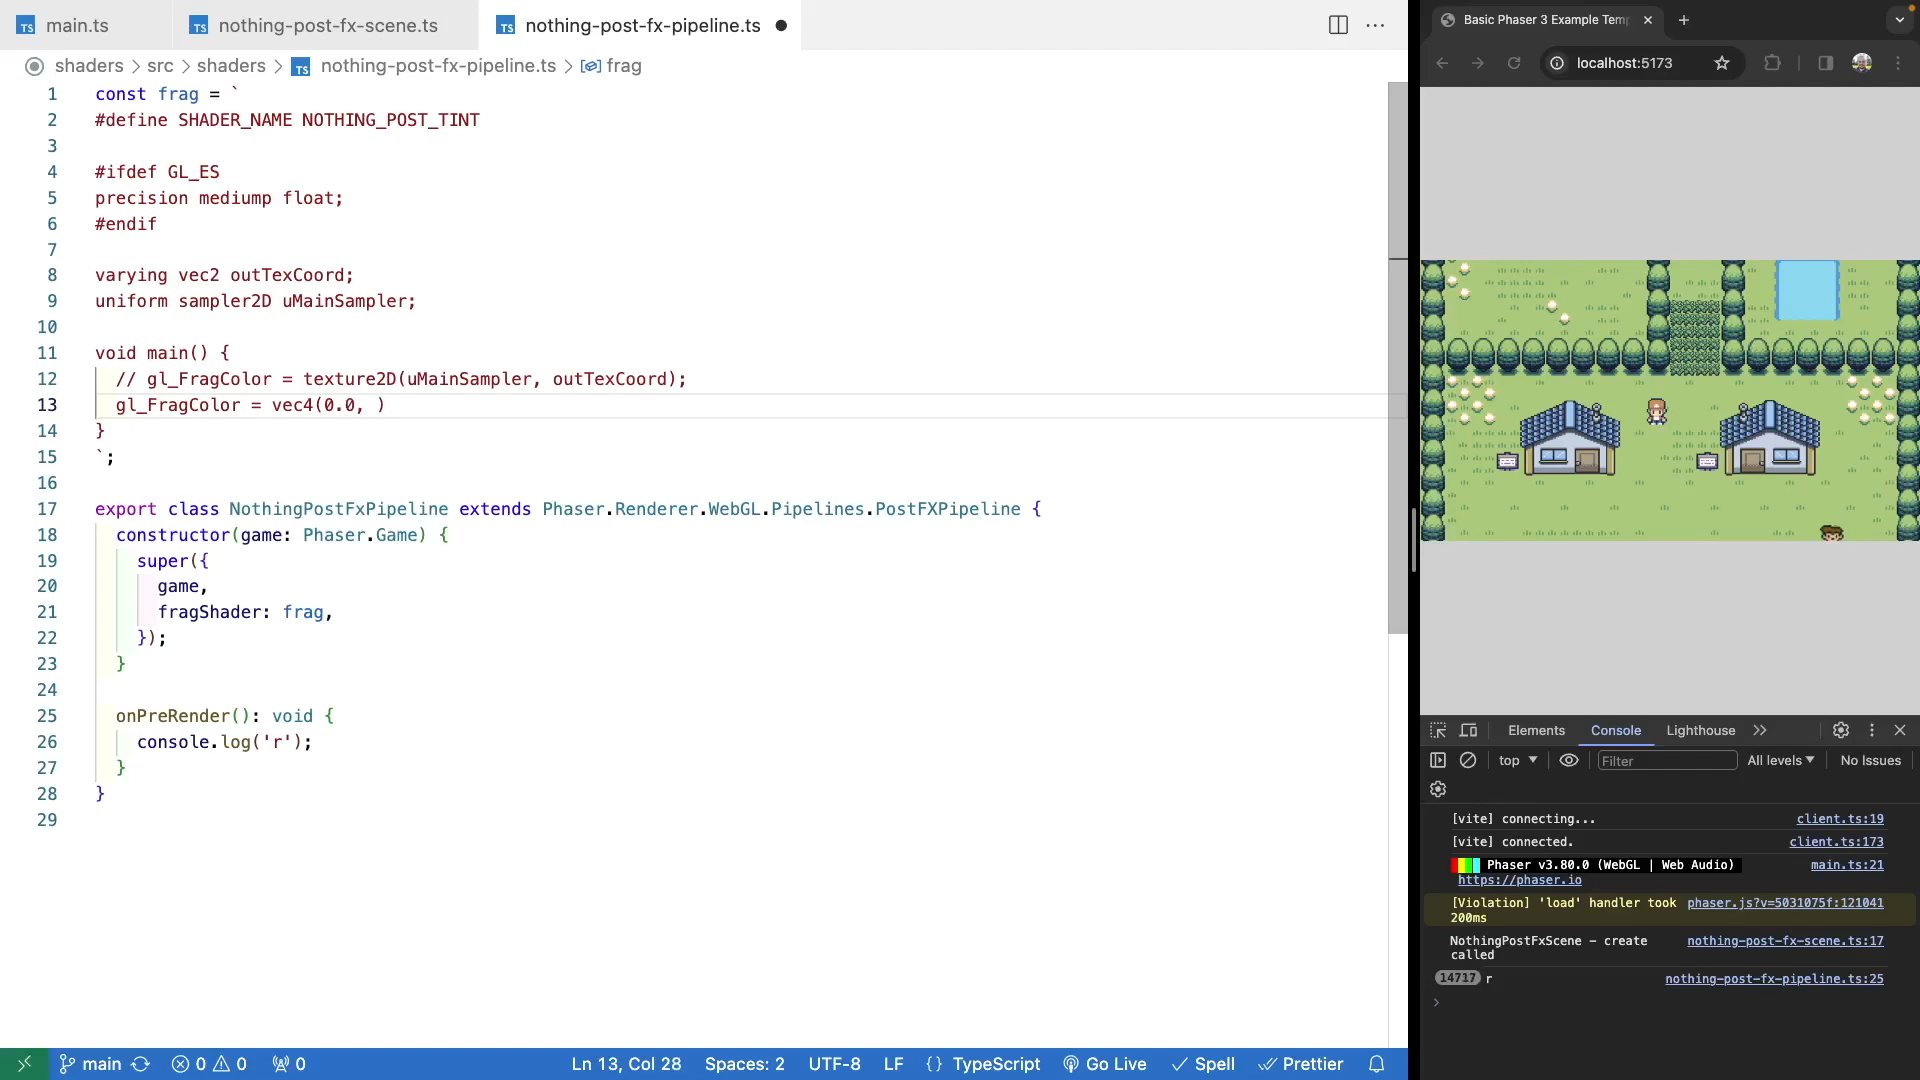 main.ts
nothing-post-fx-scene.ts
nothing-post-fx-pipeline.ts
shaders > src > shaders > nothing-post-fx-pipeline.ts > frag
1 const frag = `
2 #define SHADER_NAME NOTHING_POST_TINT
3
4 #ifdef GL_ES
5 precision mediump float;
6 #endif
7
8 varying vec2 outTexCoord;
9 uniform sampler2D uMainSampler;
10
11 void main() {
12 // gl_FragColor = texture2D(uMainSampler, outTexCoord);
13 gl_FragColor = vec4(0.0, )
14 }
15 `;
16
17 export class NothingPostFxPipeline extends Phaser.Renderer.WebGL.Pipelines.PostFXPipeline {
18 constructor(game: Phaser.Game) {
19 super({
20 game,
21 fragShader: frag,
22 });
23 }
24
25 onPreRender(): void {
26 console.log('r');
27 }
28 }
29
main 0 0 0 Ln 13, Col 28 Spaces: 2 UTF-8 LF {} TypeScript Go Live Spell Prettier
Basic Phaser 3 Example Temp
localhost:5173
Elements Console Lighthouse
top Filter All levels No Issues
[vite] connecting... client.ts:19
[vite] connected. client.ts:173
Phaser v3.80.0 (WebGL | Web Audio) main.ts:21
https://phaser.io
[Violation] 'load' handler took phaser.js?v=5031075f:121041
200ms
NothingPostFxScene – create nothing-post-fx-scene.ts:17
called
14717 r nothing-post-fx-pipeline.ts:25